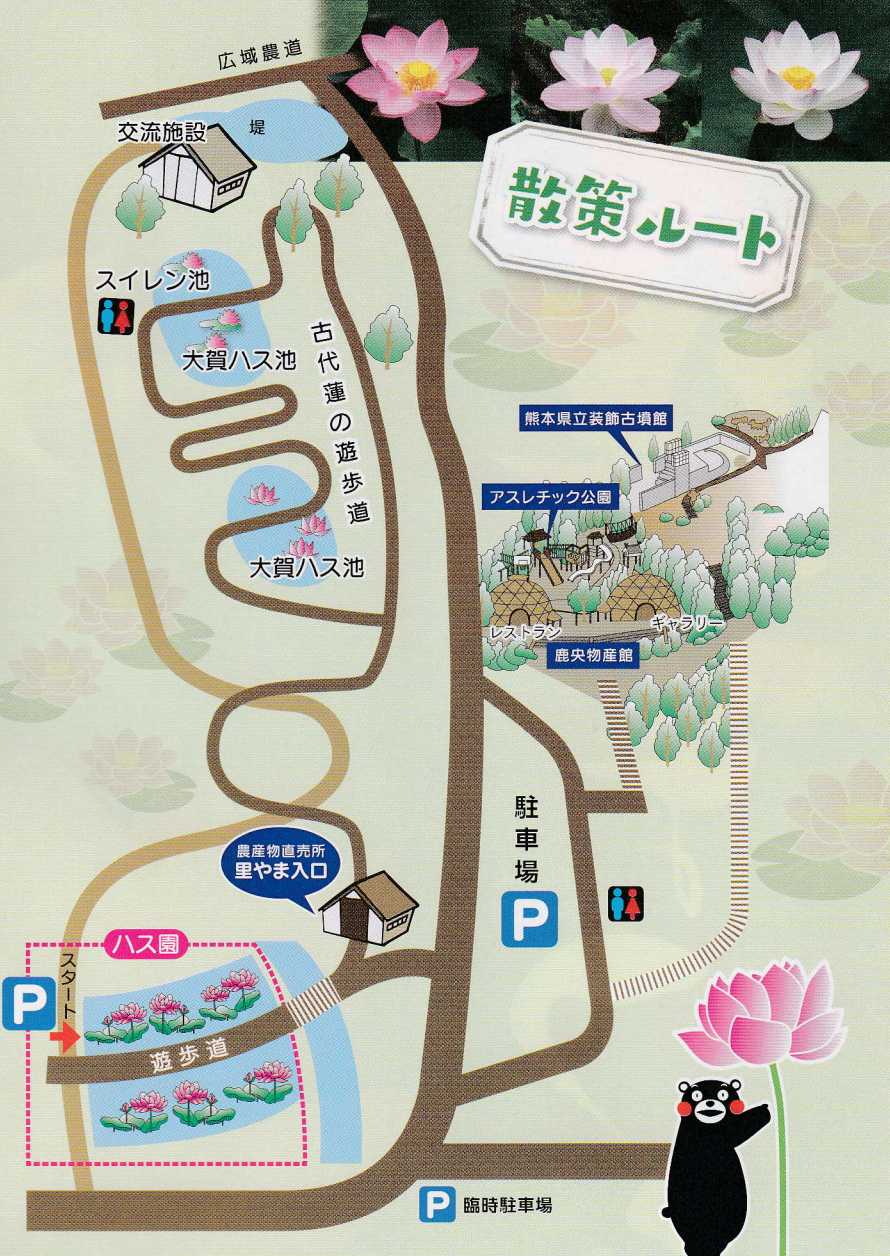 広域農道
交流施設
堤
散策ルート
スイレン池
大賀ハス池
古代蓮の遊歩道
熊本県立装飾古墳館
アスレチック公園
大賀ハス池
レストラン
ギャラリー
鹿央物産館
駐車場
P
農産物直売所
里やま入口
ハス園
スタート
P
遊歩道
P
臨時駐車場